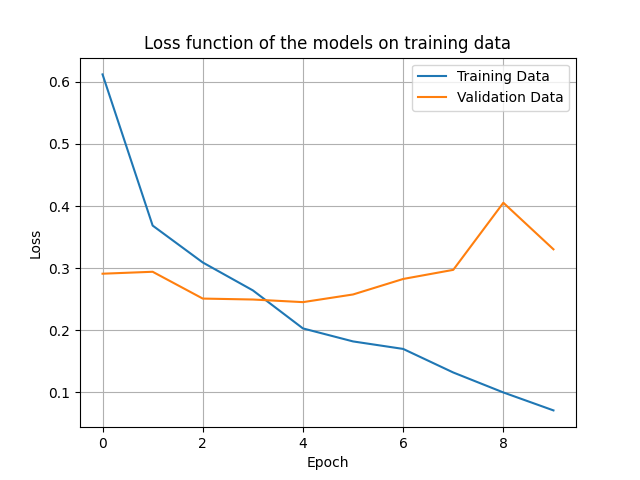 Loss function of the models on training data
Training Data
Validation Data
Loss
0.6
0.5
0.4
0.3
0.2
0.1
0 2 4 6 8
Epoch